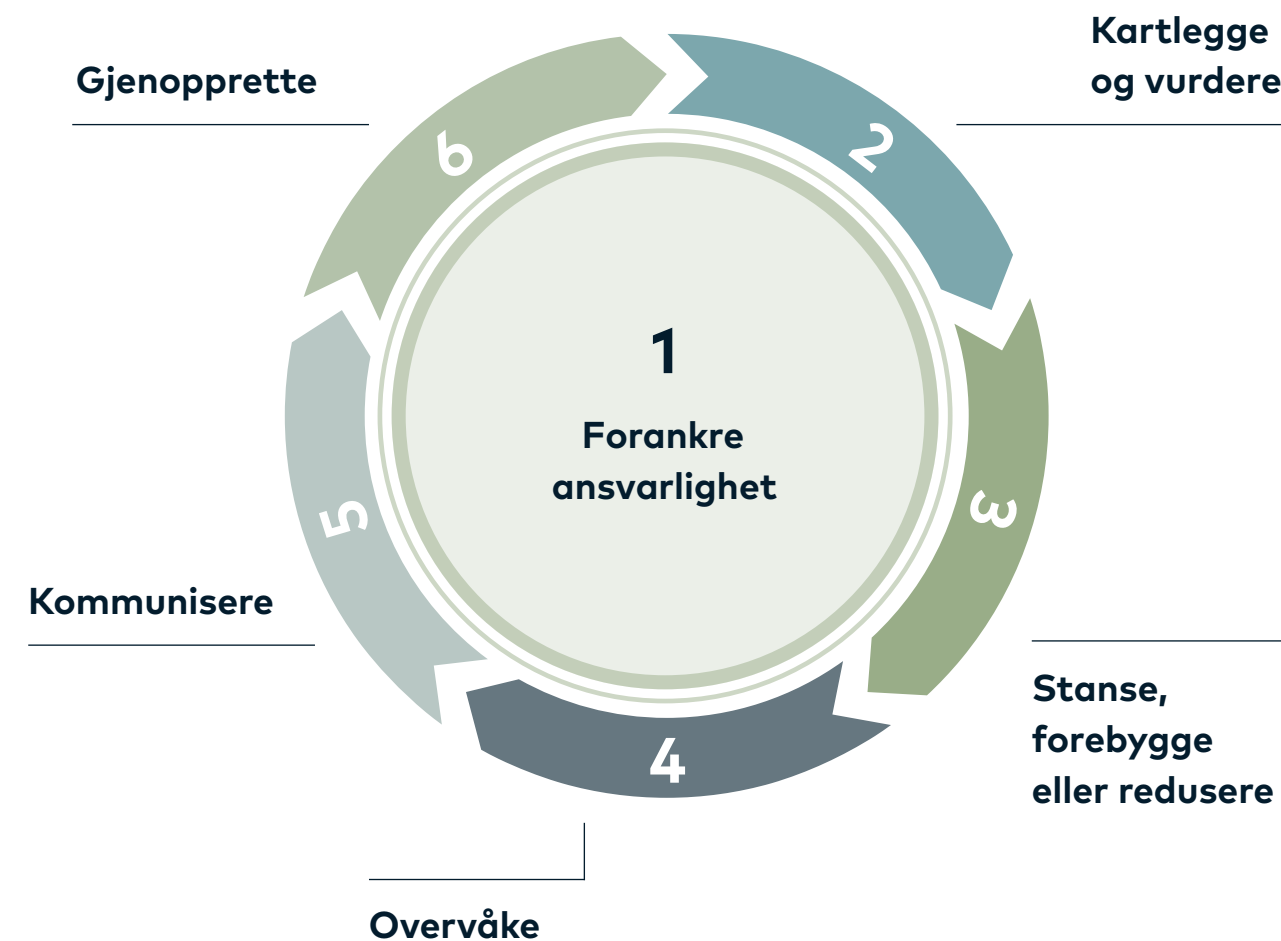 Kartlegge
og vurdere
Gjenopprette
6
2
1
Forankre
ansvarlighet
3
5
Kommunisere
Stanse,
forebygge
eller redusere
4
Overvåke